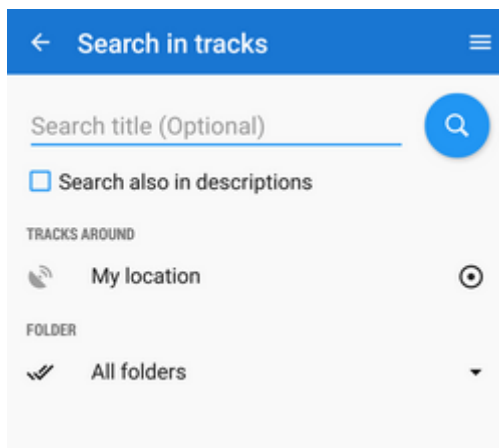 Search in tracks
Search title (Optional)
Search also in descriptions
TRACKS AROUND
My location
FOLDER
All folders